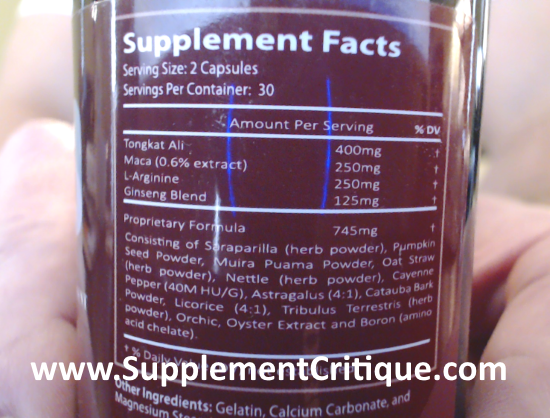 Supplement Facts
Serving Size: 2 Capsules
Servings Per Container: 30
Amount Per Serving % DV
Tongkat Ali 400mg †
Maca (0.6% extract) 250mg †
L-Arginine 250mg †
Ginseng Blend 125mg †
Proprietary Formula 745mg †
Consisting of Saraparilla (herb powder), Pumpkin
Seed Powder, Muira Puama Powder, Oat Straw
(herb powder), Nettle (herb powder), Cayenne
Pepper (40M HU/G), Astragalus (4:1), Catauba Bark
Powder, Licorice (4:1), Tribulus Terrestris (herb
powder), Orchic, Oyster Extract and Boron (amino
acid chelate).
† % Daily
www.SupplementCritique.com
Other Ingredients: Gelatin, Calcium Carbonate, and
Magnesium